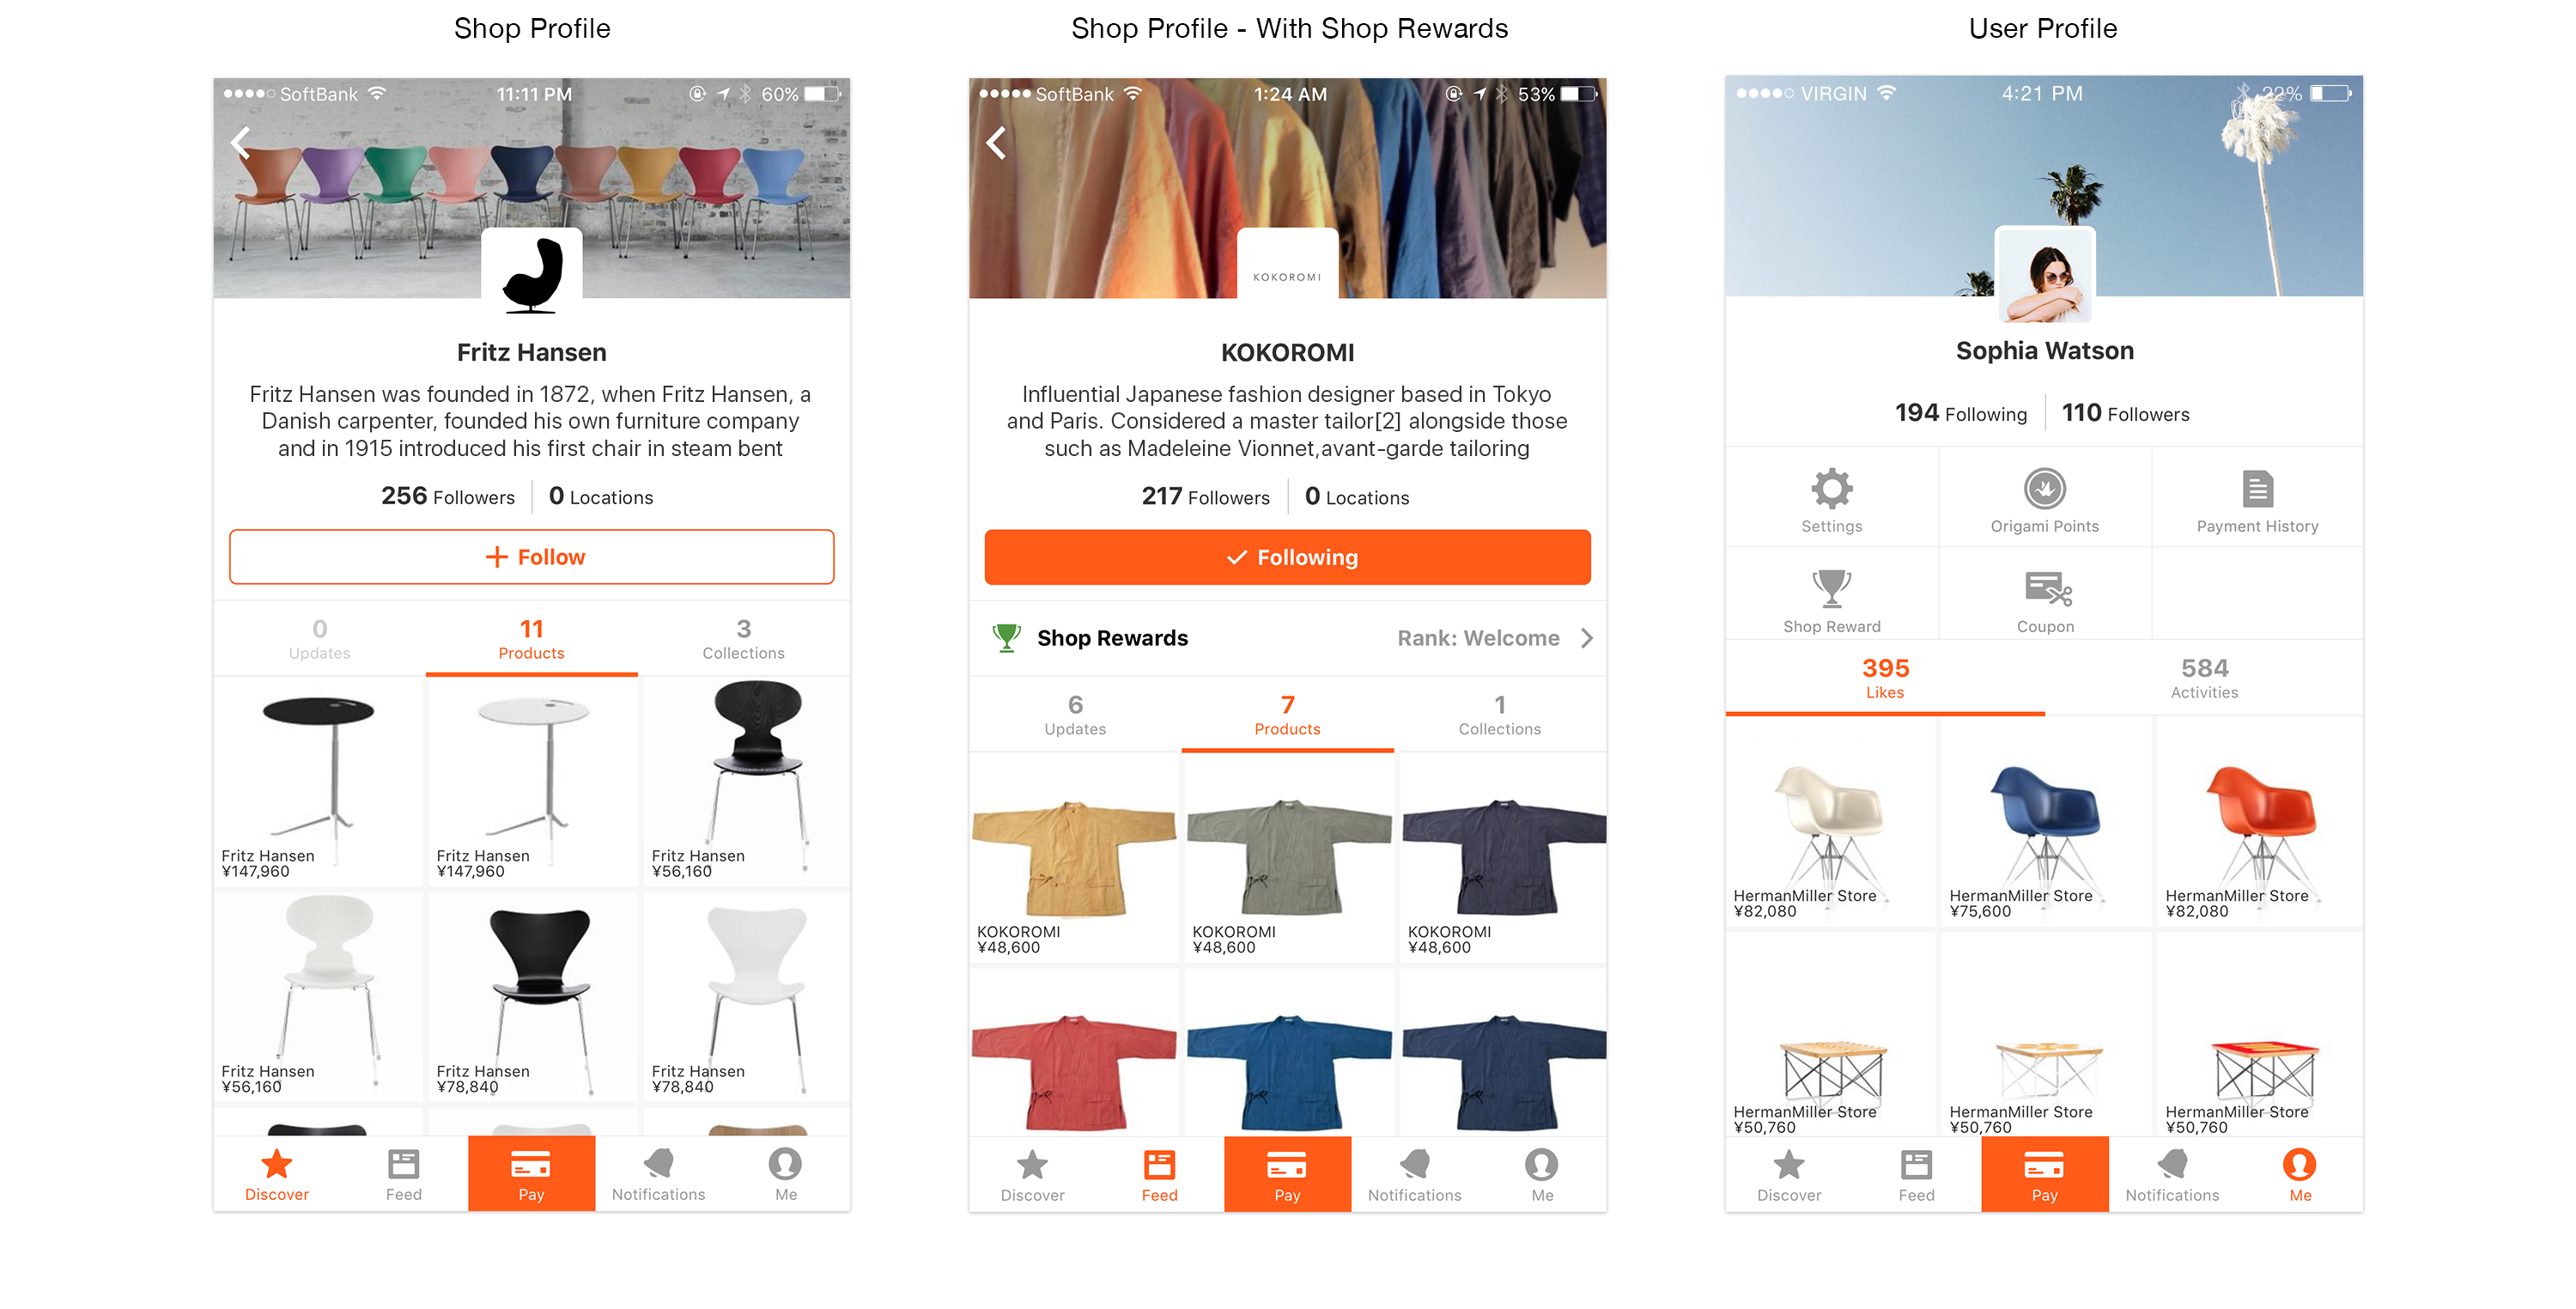 Shop Profile
SoftBank 11:11 PM 60%
Fritz Hansen
Fritz Hansen was founded in 1872, when Fritz Hansen, a
Danish carpenter, founded his own furniture company
and in 1915 introduced his first chair in steam bent
256 Followers 0 Locations
+ Follow
0 11 3
Updates Products Collections
Fritz Hansen Fritz Hansen Fritz Hansen
¥147,960 ¥147,960 ¥56,160
Fritz Hansen Fritz Hansen Fritz Hansen
¥56,160 ¥78,840 ¥78,840
Discover Feed Pay Notifications Me
Shop Profile - With Shop Rewards
SoftBank 1:24 AM 53%
KOKOROMI
KOKOROMI
Influential Japanese fashion designer based in Tokyo
and Paris. Considered a master tailor[2] alongside those
such as Madeleine Vionnet,avant-garde tailoring
217 Followers 0 Locations
Following
Shop Rewards Rank: Welcome
6 7 1
Updates Products Collections
KOKOROMI KOKOROMI KOKOROMI
¥48,600 ¥48,600 ¥48,600
Discover Feed Pay Notifications Me
User Profile
VIRGIN 4:21 PM 22%
Sophia Watson
194 Following 110 Followers
Settings Origami Points Payment History
Shop Reward Coupon
395 584
Likes Activities
HermanMiller Store HermanMiller Store HermanMiller Store
¥82,080 ¥75,600 ¥82,080
HermanMiller Store HermanMiller Store HermanMiller Store
¥50,760 ¥50,760 ¥50,760
Discover Feed Pay Notifications Me